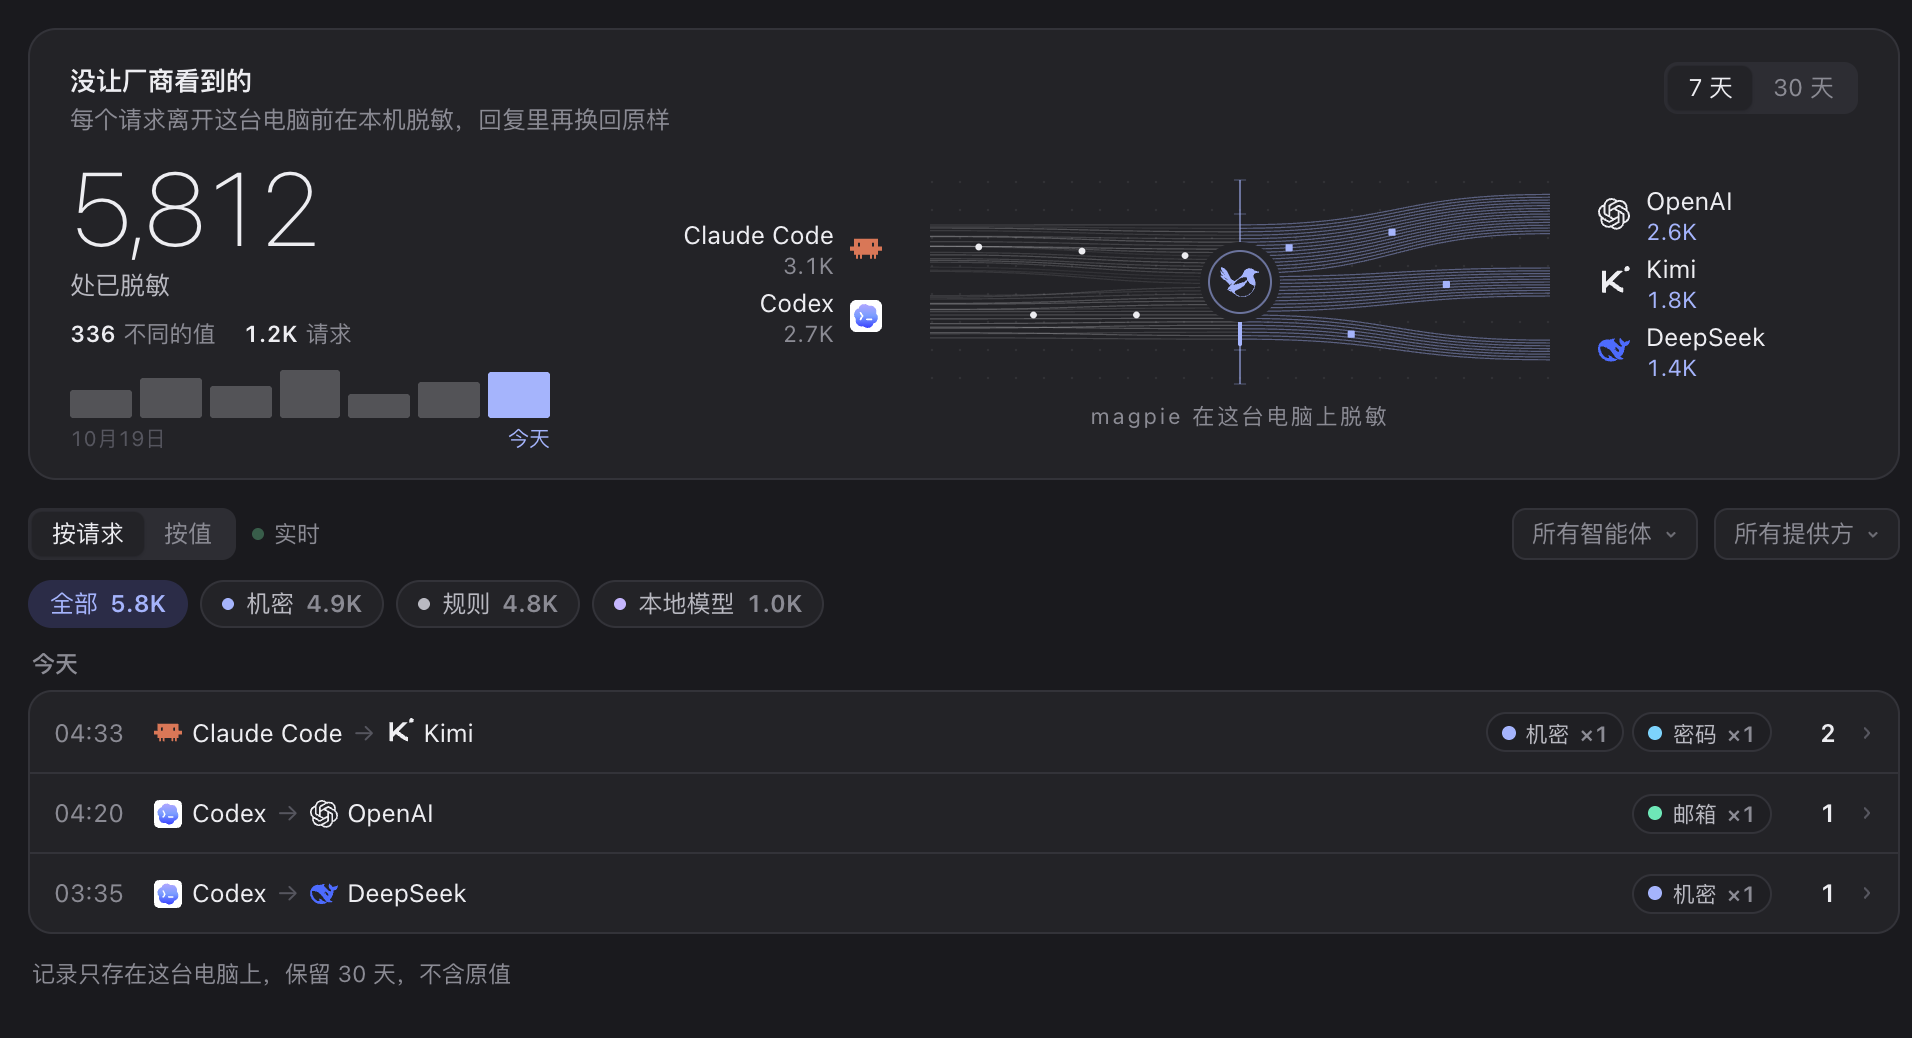 没让厂商看到的
每个请求离开这台电脑前在本机脱敏，回复里再换回原样
7 天 30 天
5,812
处已脱敏
336 不同的值 1.2K 请求
10月19日 今天
Claude Code
3.1K
Codex
2.7K
magpie 在这台电脑上脱敏
OpenAI
2.6K
Kimi
1.8K
DeepSeek
1.4K
按请求 按值 实时 所有智能体 所有提供方
全部 5.8K 机密 4.9K 规则 4.8K 本地模型 1.0K
今天
04:33 Claude Code → Kimi 机密 ×1 密码 ×1 2
04:20 Codex → OpenAI 邮箱 ×1 1
03:35 Codex → DeepSeek 机密 ×1 1
记录只存在这台电脑上，保留 30 天，不含原值